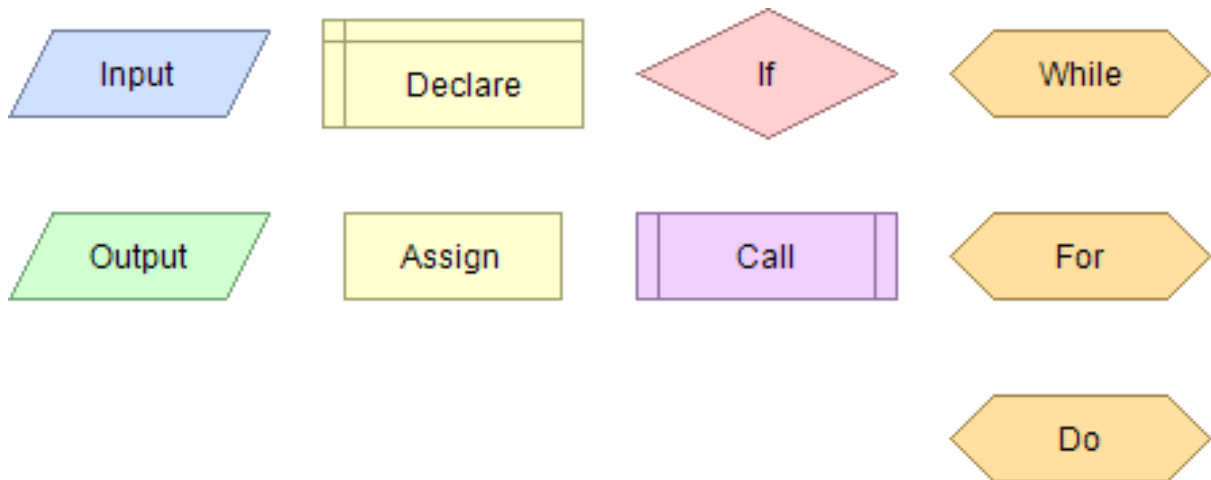 Input
Declare
If
While
Output
Assign
Call
For
Do